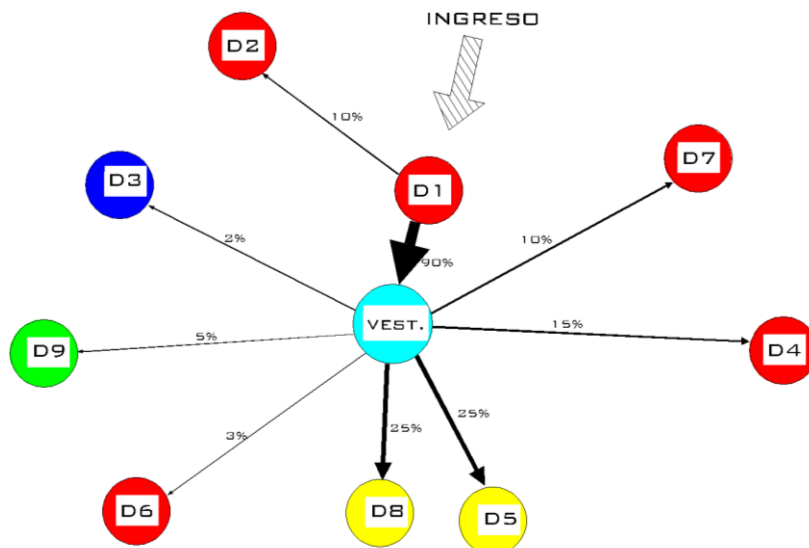 INGRESO
D2
10%
D7
D3
D1
2%
10%
90%
VEST.
15%
5%
D9
D4
25%
25%
3%
D6
D8
D5